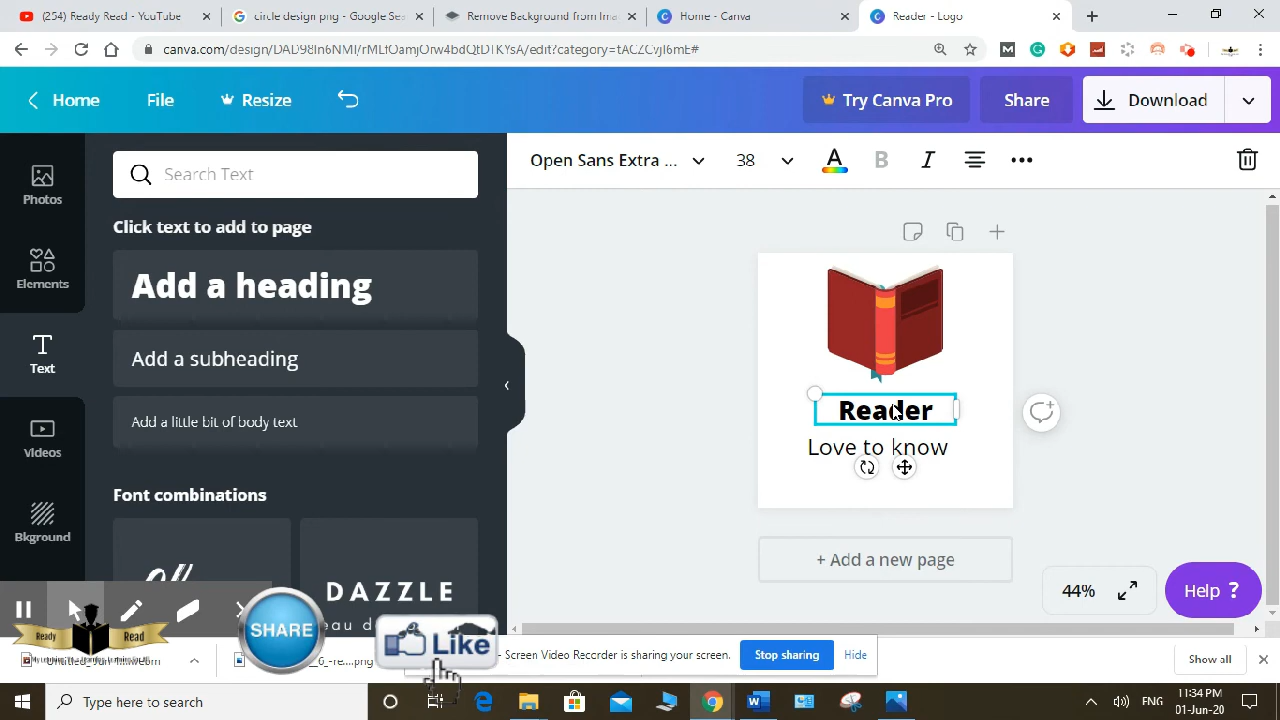 (254) Ready Read - YouTube
circle design png - Google Sea
Remove Background from Ima
Home - Canva
Reader - Logo
Home
File
Resize
Try Canva Pro
Share
Download
Photos
Elements
Text
Videos
Bkground
Search Text
Click text to add to page
Add a heading
Add a subheading
Add a little bit of body text
Font combinations
DAZZLE
Open Sans Extra ...
38
A
B
I
Reader
Love to know
+ Add a new page
44%
Help ?
Ready Read
SHARE
Like
Screen Video Recorder is sharing your screen.
Stop sharing
Hide
Show all
Type here to search
ENG
11:34 PM
01-Jun-20